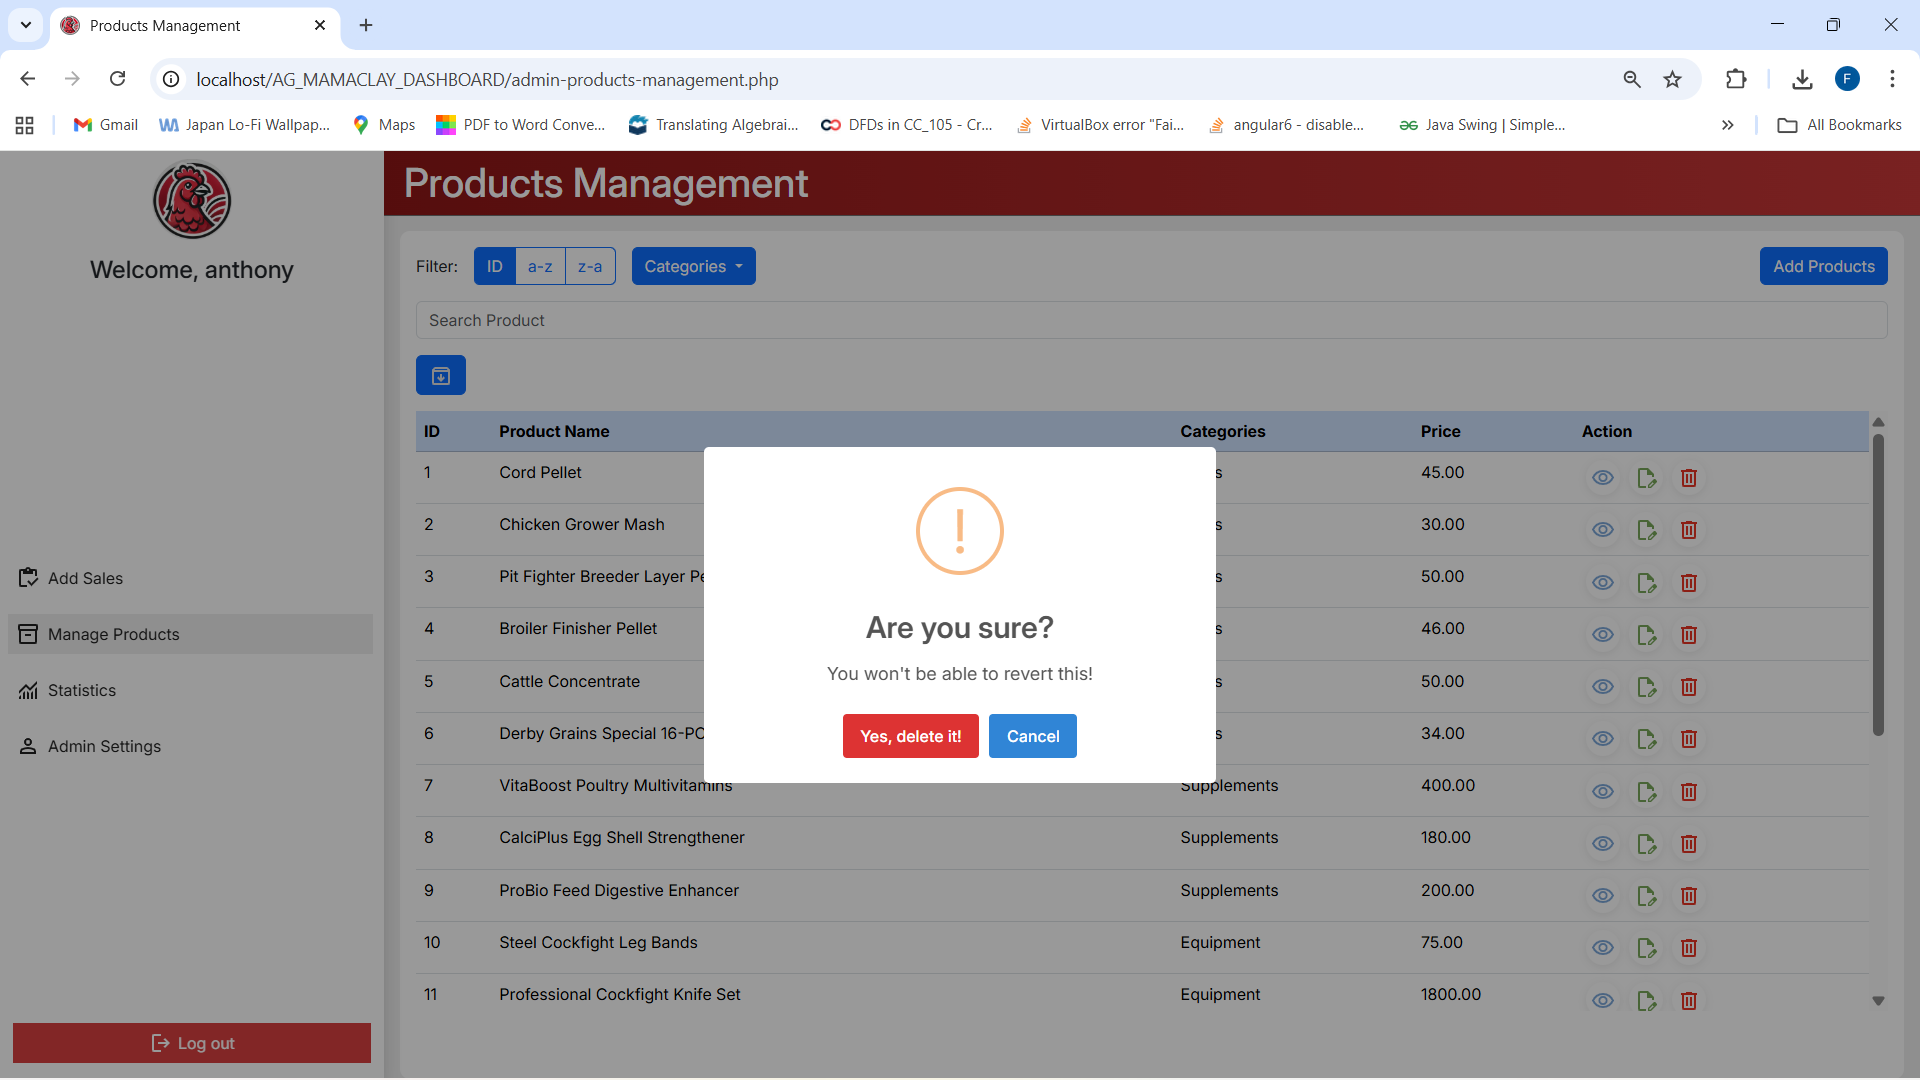 Products Management
localhost/AG_MAMACLAY_DASHBOARD/admin-products-management.php
F
Gmail
Japan Lo-Fi Wallpap...
Maps
PDF to Word Conve...
Translating Algebrai...
DFDs in CC_105 - Cr...
VirtualBox error "Fai...
angular6 - disable...
Java Swing | Simple...
All Bookmarks
Welcome, anthony
Add Sales
Manage Products
Statistics
Admin Settings
Log out
Products Management
Filter: ID a-z z-a Categories Add Products
Search Product
ID Product Name Categories Price Action
1 Cord Pellet s 45.00
2 Chicken Grower Mash s 30.00
3 Pit Fighter Breeder Layer Pe s 50.00
4 Broiler Finisher Pellet s 46.00
5 Cattle Concentrate s 50.00
6 Derby Grains Special 16-PC s 34.00
7 VitaBoost Poultry Multivitamins Supplements 400.00
8 CalciPlus Egg Shell Strengthener Supplements 180.00
9 ProBio Feed Digestive Enhancer Supplements 200.00
10 Steel Cockfight Leg Bands Equipment 75.00
11 Professional Cockfight Knife Set Equipment 1800.00
Are you sure?
You won't be able to revert this!
Yes, delete it! Cancel